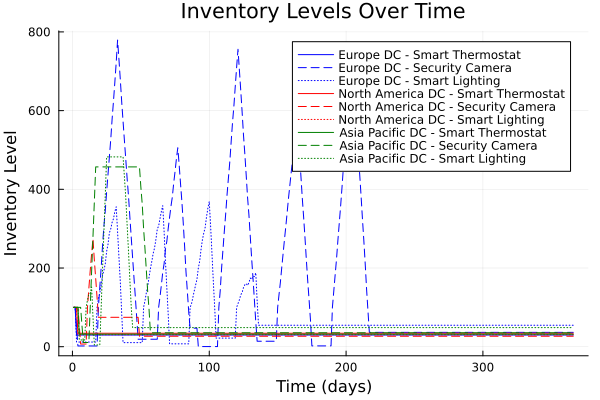 Inventory Levels Over Time
800
600
400
200
0
Inventory Level
Europe DC - Smart Thermostat
Europe DC - Security Camera
Europe DC - Smart Lighting
North America DC - Smart Thermostat
North America DC - Security Camera
North America DC - Smart Lighting
Asia Pacific DC - Smart Thermostat
Asia Pacific DC - Security Camera
Asia Pacific DC - Smart Lighting
0 100 200 300
Time (days)